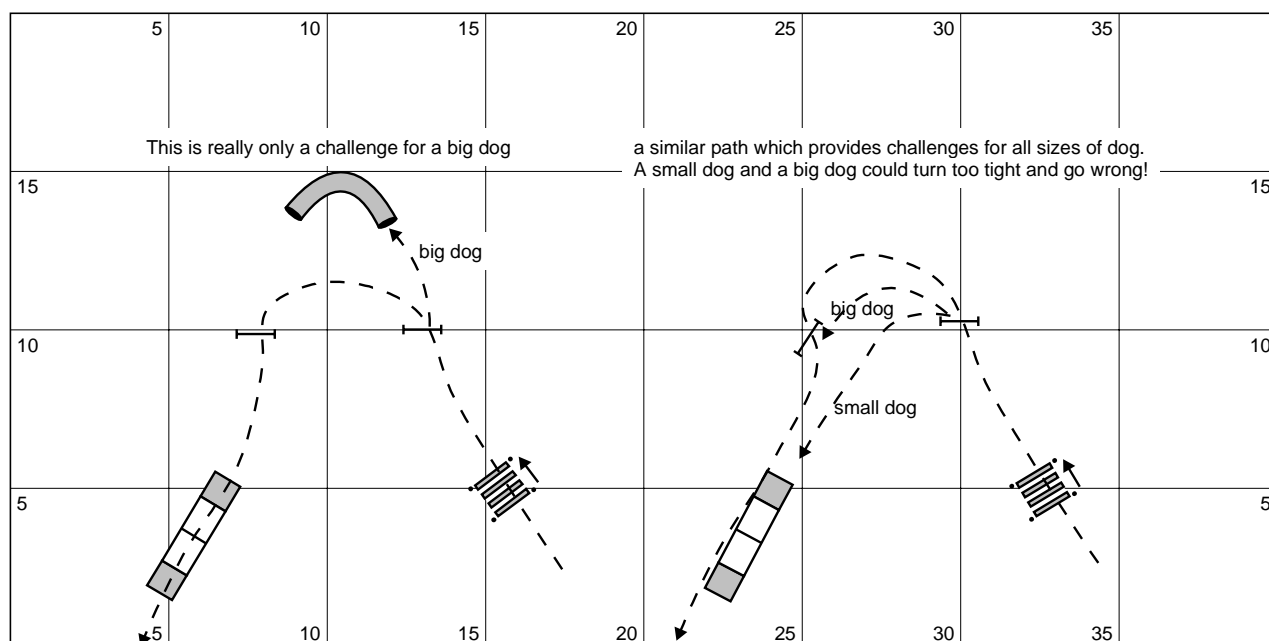 5 10 15 20 25 30 35
This is really only a challenge for a big dog
a similar path which provides challenges for all sizes of dog.
A small dog and a big dog could turn too tight and go wrong!
15 15
big dog
big dog
10 10
small dog
5 5
5 10 15 20 25 30 35